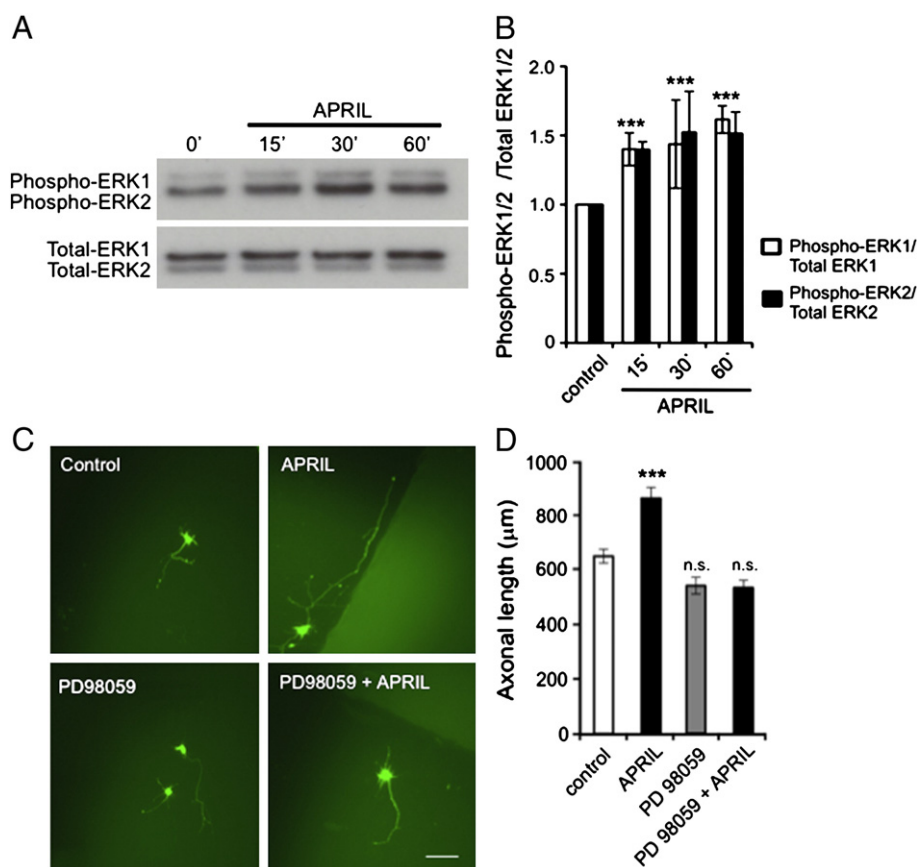 A
APRIL
0' 15' 30' 60'
Phospho-ERK1
Phospho-ERK2
Total-ERK1
Total-ERK2
B
Phospho-ERK1/2 /Total ERK1/2
2.0
1.5
1.0
0.5
0
***
***
***
control
15'
30'
60'
APRIL
Phospho-ERK1/
Total ERK1
Phospho-ERK2/
Total ERK2
C
Control
APRIL
PD98059
PD98059 + APRIL
D
Axonal length (μm)
1000
800
600
400
200
0
***
n.s.
n.s.
control
APRIL
PD 98059
PD 98059 + APRIL